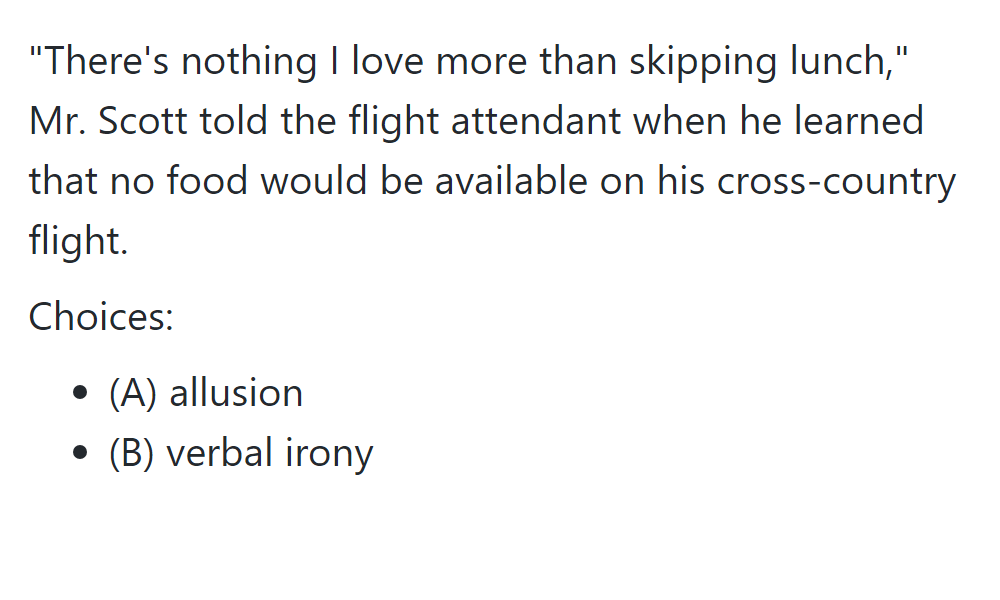 "There's nothing I love more than skipping lunch,"
Mr. Scott told the flight attendant when he learned
that no food would be available on his cross-country
flight.
Choices:
• (A) allusion
• (B) verbal irony